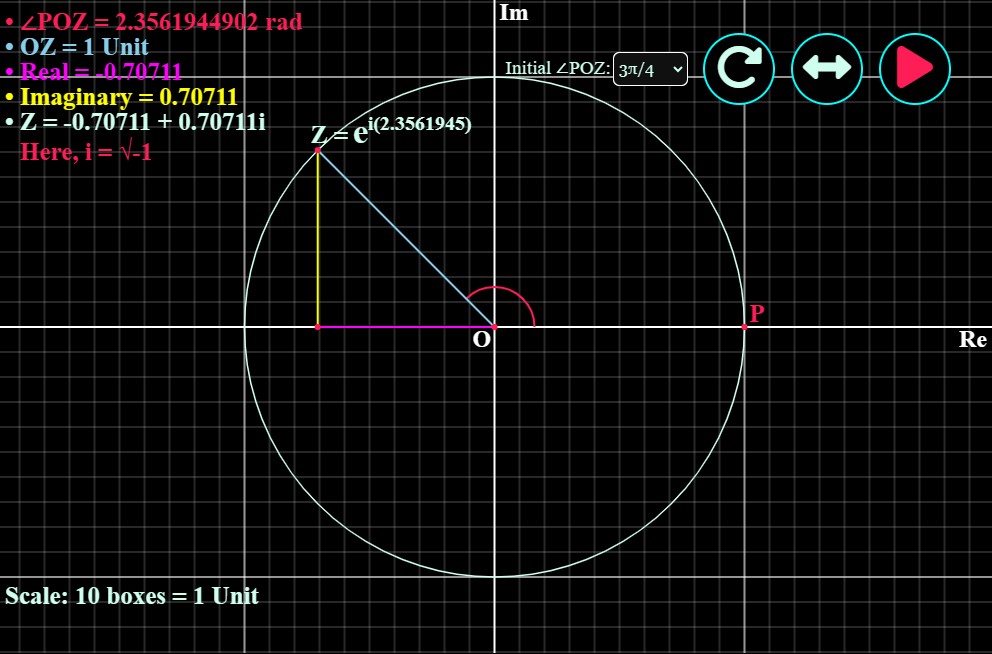 • ∠POZ = 2.3561944902 rad
• OZ = 1 Unit
• Real = -0.70711
• Imaginary = 0.70711
• Z = -0.70711 + 0.70711i
Here, i = √-1
Im
Initial ∠POZ: 3π/4
Z = e^i(2.3561945)
P
O
Re
Scale: 10 boxes = 1 Unit